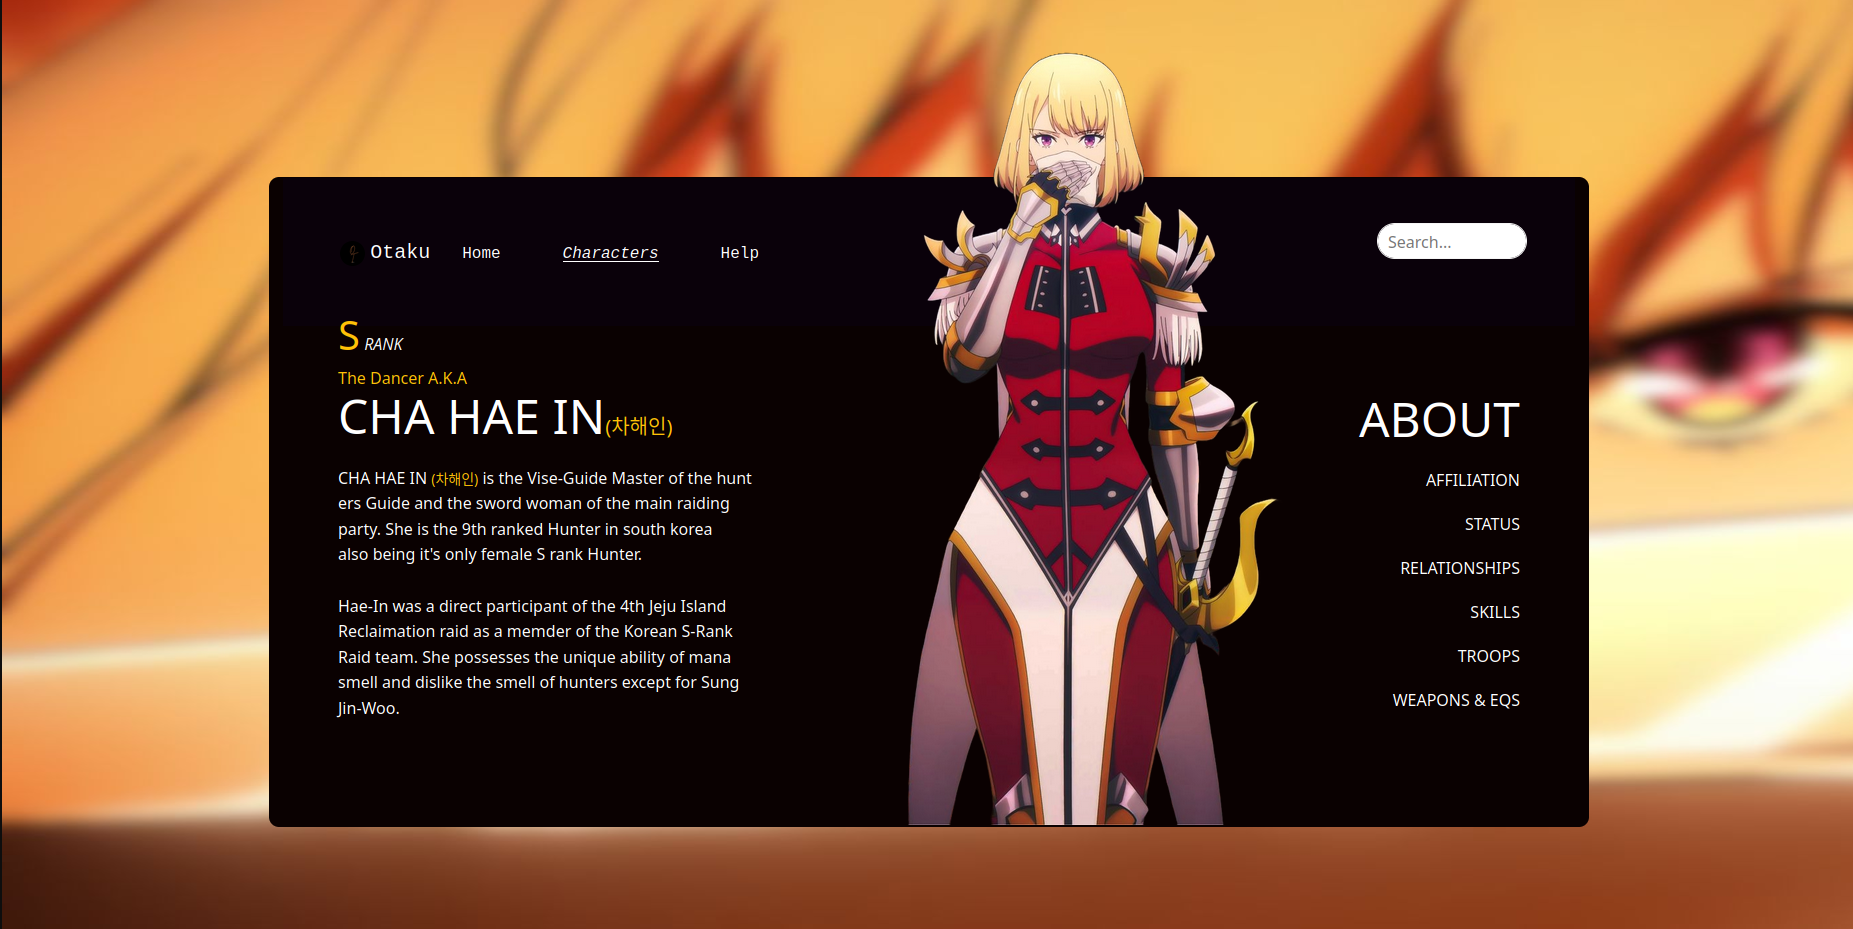 Otaku Home Characters Help Search...
S RANK
The Dancer A.K.A
CHA HAE IN(차해인)
CHA HAE IN (차해인) is the Vise-Guide Master of the hunt
ers Guide and the sword woman of the main raiding
party. She is the 9th ranked Hunter in south korea
also being it's only female S rank Hunter.
Hae-In was a direct participant of the 4th Jeju Island
Reclaimation raid as a memder of the Korean S-Rank
Raid team. She possesses the unique ability of mana
smell and dislike the smell of hunters except for Sung
Jin-Woo.
ABOUT
AFFILIATION
STATUS
RELATIONSHIPS
SKILLS
TROOPS
WEAPONS & EQS